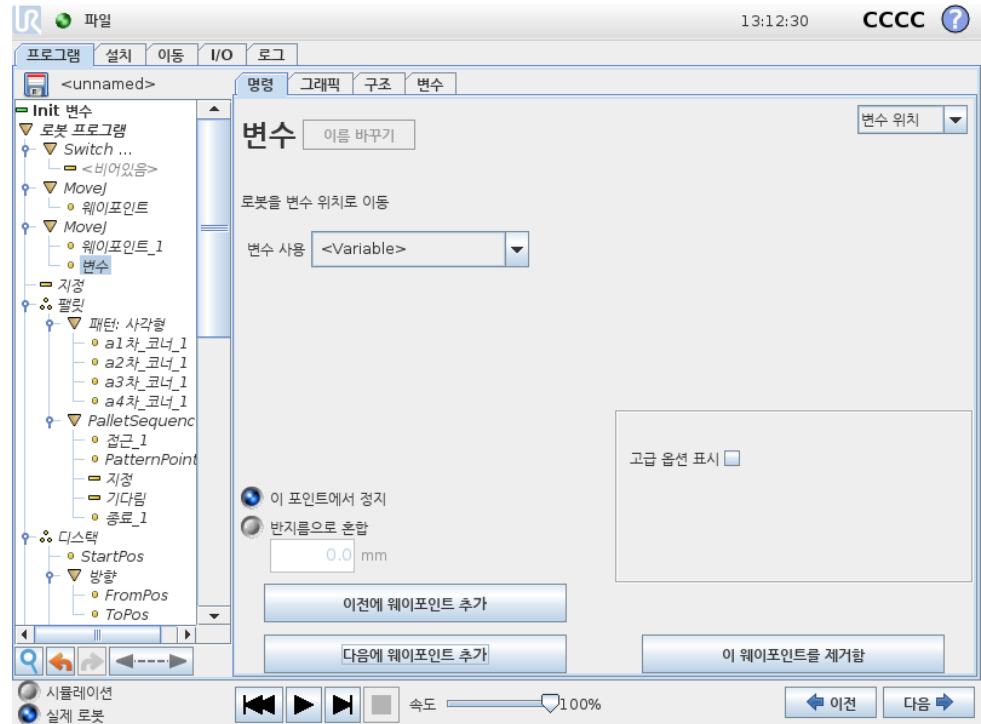 UR 파일 13:12:30 CCCC ?
프로그램 설치 이동 I/O 로그
<unnamed>
명령 그래픽 구조 변수
Init 변수
로봇 프로그램
Switch ...
<비어있음>
MoveJ
웨이포인트
MoveJ
웨이포인트_1
변수
지정
팰릿
패턴: 사각형
a1차_코너_1
a2차_코너_1
a3차_코너_1
a4차_코너_1
PalletSequenc
접근_1
PatternPoint
지정
기다림
종료_1
디스택
StartPos
방향
FromPos
ToPos
변수 이름 바꾸기
변수 위치
로봇을 변수 위치로 이동
변수 사용 <Variable>
고급 옵션 표시
이 포인트에서 정지
반지름으로 혼합
0.0 mm
이전에 웨이포인트 추가
다음에 웨이포인트 추가
이 웨이포인트를 제거함
시뮬레이션
실제 로봇
속도 100%
이전 다음